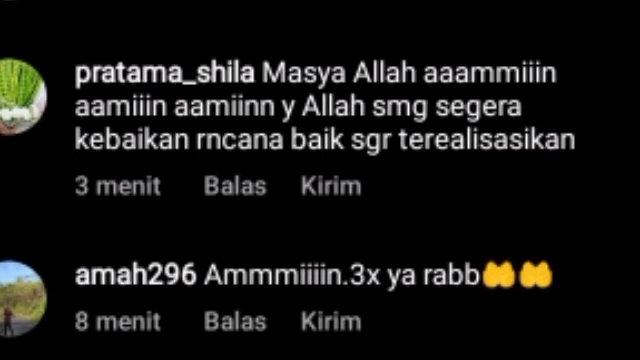 pratama_shila Masya Allah aaammiiin
aamiiin aamiinn y Allah smg segera
kebaikan rncana baik sgr terealisasikan
3 menit Balas Kirim
amah296 Ammmiiiin.3x ya rabb🤲🤲
8 menit Balas Kirim